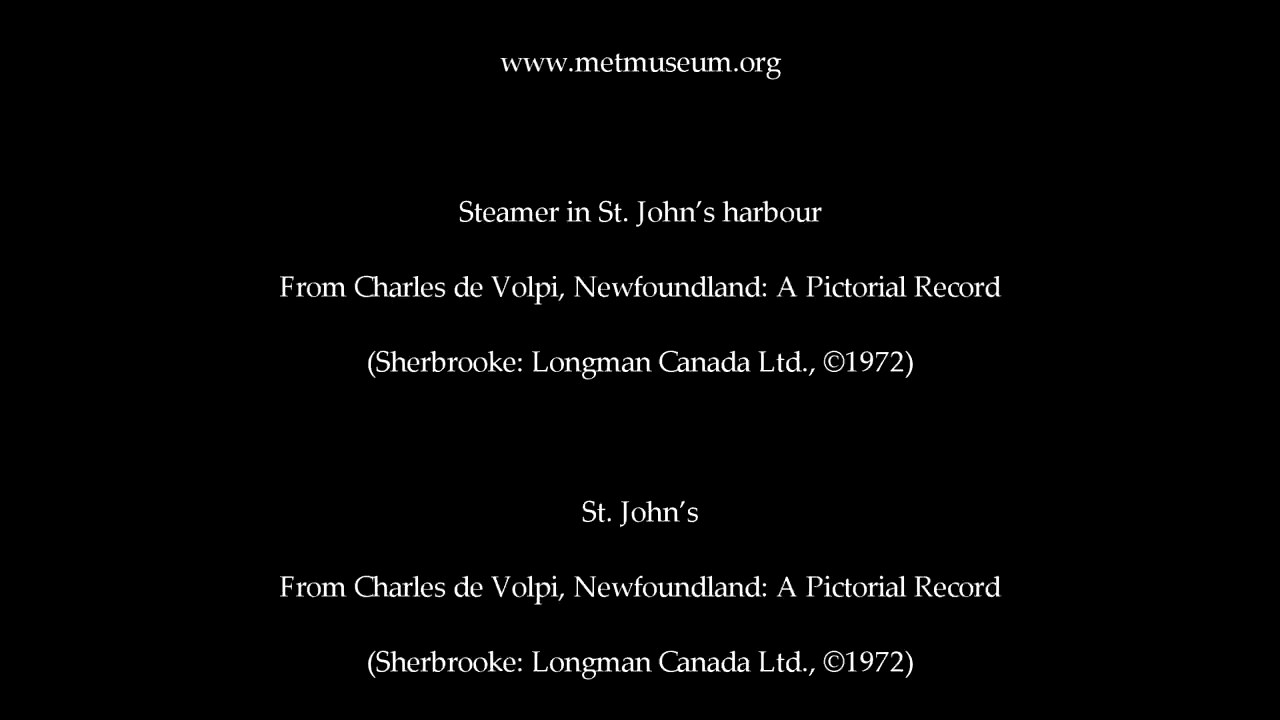 www.metmuseum.org
Steamer in St. John’s harbour
From Charles de Volpi, Newfoundland: A Pictorial Record
(Sherbrooke: Longman Canada Ltd., ©1972)
St. John’s
From Charles de Volpi, Newfoundland: A Pictorial Record
(Sherbrooke: Longman Canada Ltd., ©1972)